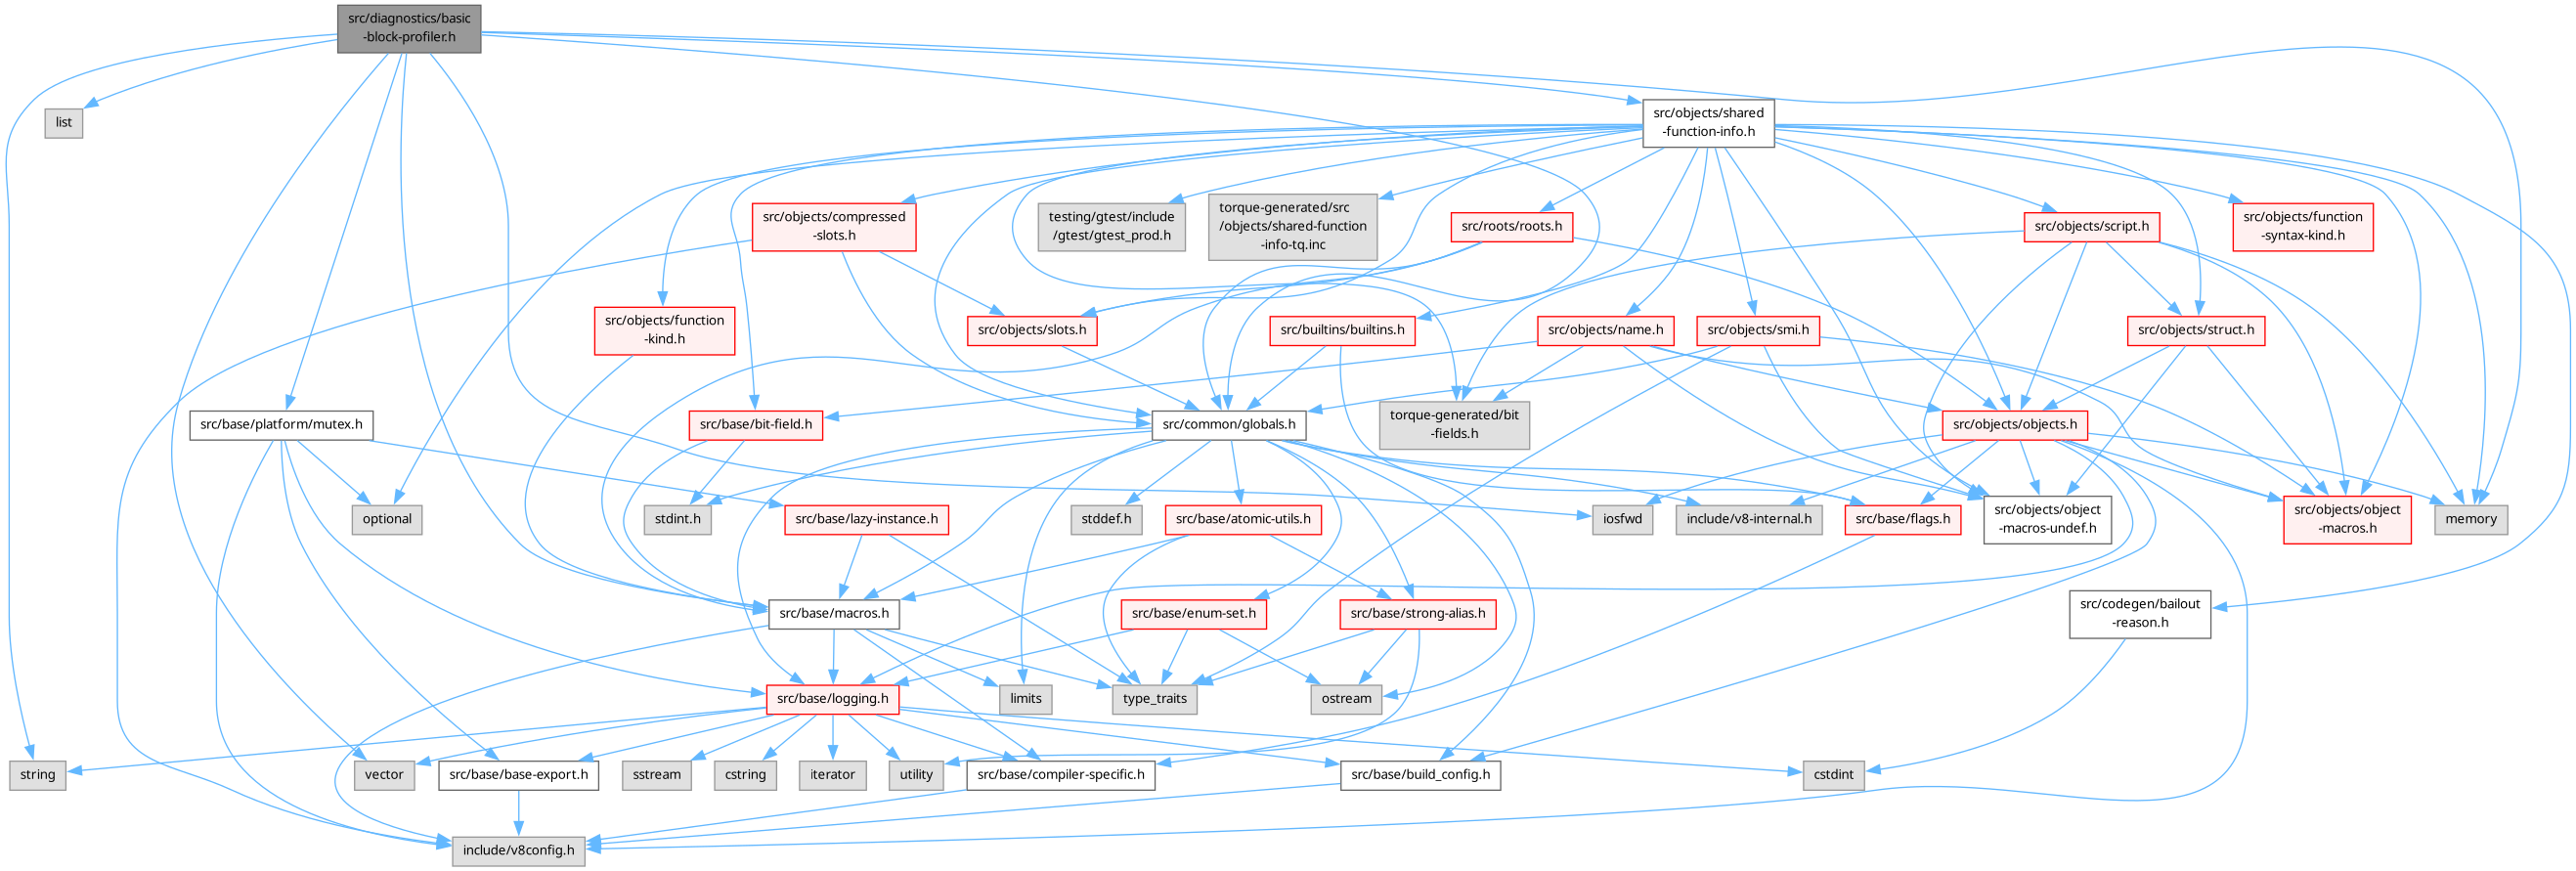 src/diagnostics/basic
-block-profiler.h
list
src/objects/shared
-function-info.h
src/objects/compressed
-slots.h
testing/gtest/include
/gtest/gtest_prod.h
torque-generated/src
/objects/shared-function
-info-tq.inc
src/roots/roots.h
src/objects/script.h
src/objects/function
-syntax-kind.h
src/objects/function
-kind.h
src/objects/slots.h
src/builtins/builtins.h
src/objects/name.h
src/objects/smi.h
src/objects/struct.h
src/base/platform/mutex.h
src/base/bit-field.h
src/common/globals.h
torque-generated/bit
-fields.h
src/objects/objects.h
optional
stdint.h
src/base/lazy-instance.h
stddef.h
src/base/atomic-utils.h
iosfwd
include/v8-internal.h
src/base/flags.h
src/objects/object
-macros-undef.h
src/objects/object
-macros.h
memory
src/base/macros.h
src/base/enum-set.h
src/base/strong-alias.h
src/codegen/bailout
-reason.h
src/base/logging.h
limits
type_traits
ostream
string
vector
src/base/base-export.h
sstream
cstring
iterator
utility
src/base/compiler-specific.h
src/base/build_config.h
cstdint
include/v8config.h